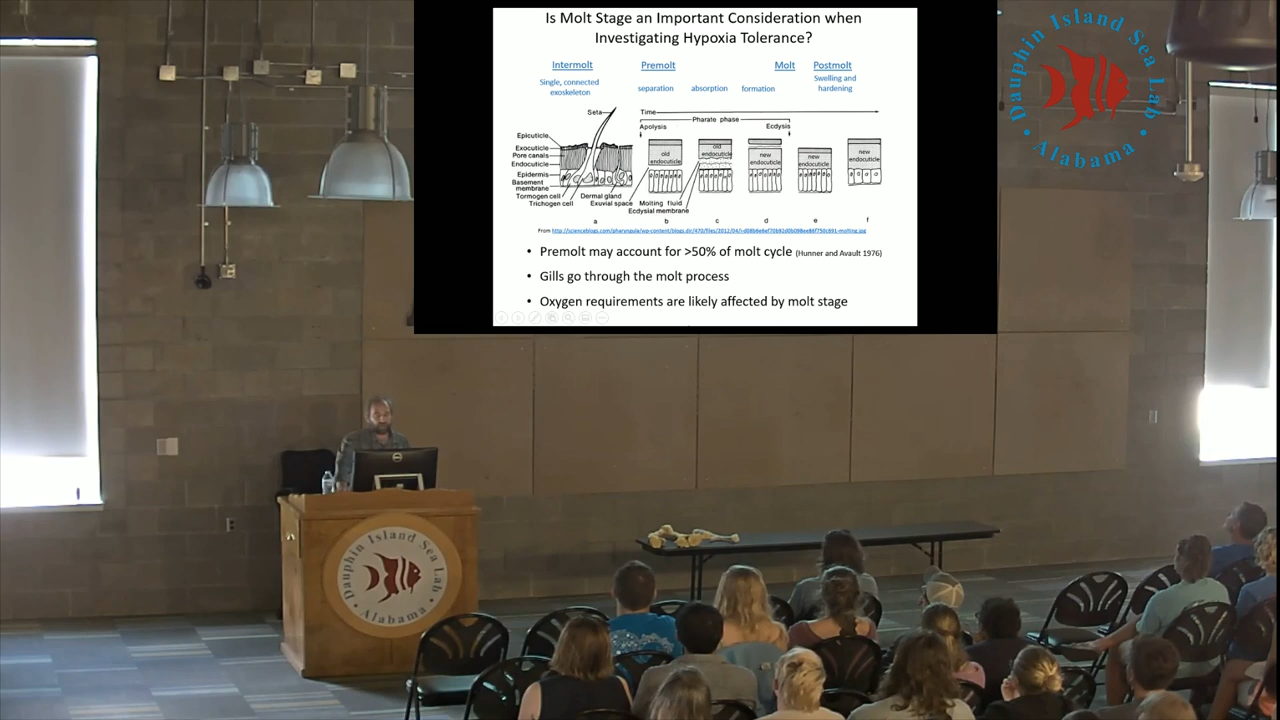 Is Molt Stage an Important Consideration when
Investigating Hypoxia Tolerance?
Intermolt Premolt Molt Postmolt
Single, connected exoskeleton
separation absorption formation
Swelling and hardening
Seta
Time
Pharate phase
Apolysis Ecdysis
Epicuticle
Exocuticle
Pore canals
Endocuticle
Epidermis
Basement membrane
Tormogen cell
Trichogen cell
Dermal gland
Exuvial space
Molting fluid
Ecdysial membrane
old endocuticle
old endocuticle
new endocuticle
new endocuticle
new endocuticle
a b c d e f
• Premolt may account for >50% of molt cycle (Hunner and Avault 1976)
• Gills go through the molt process
• Oxygen requirements are likely affected by molt stage
Dauphin Island Sea Lab
Alabama
DELL
Dauphin Island Sea Lab
Alabama